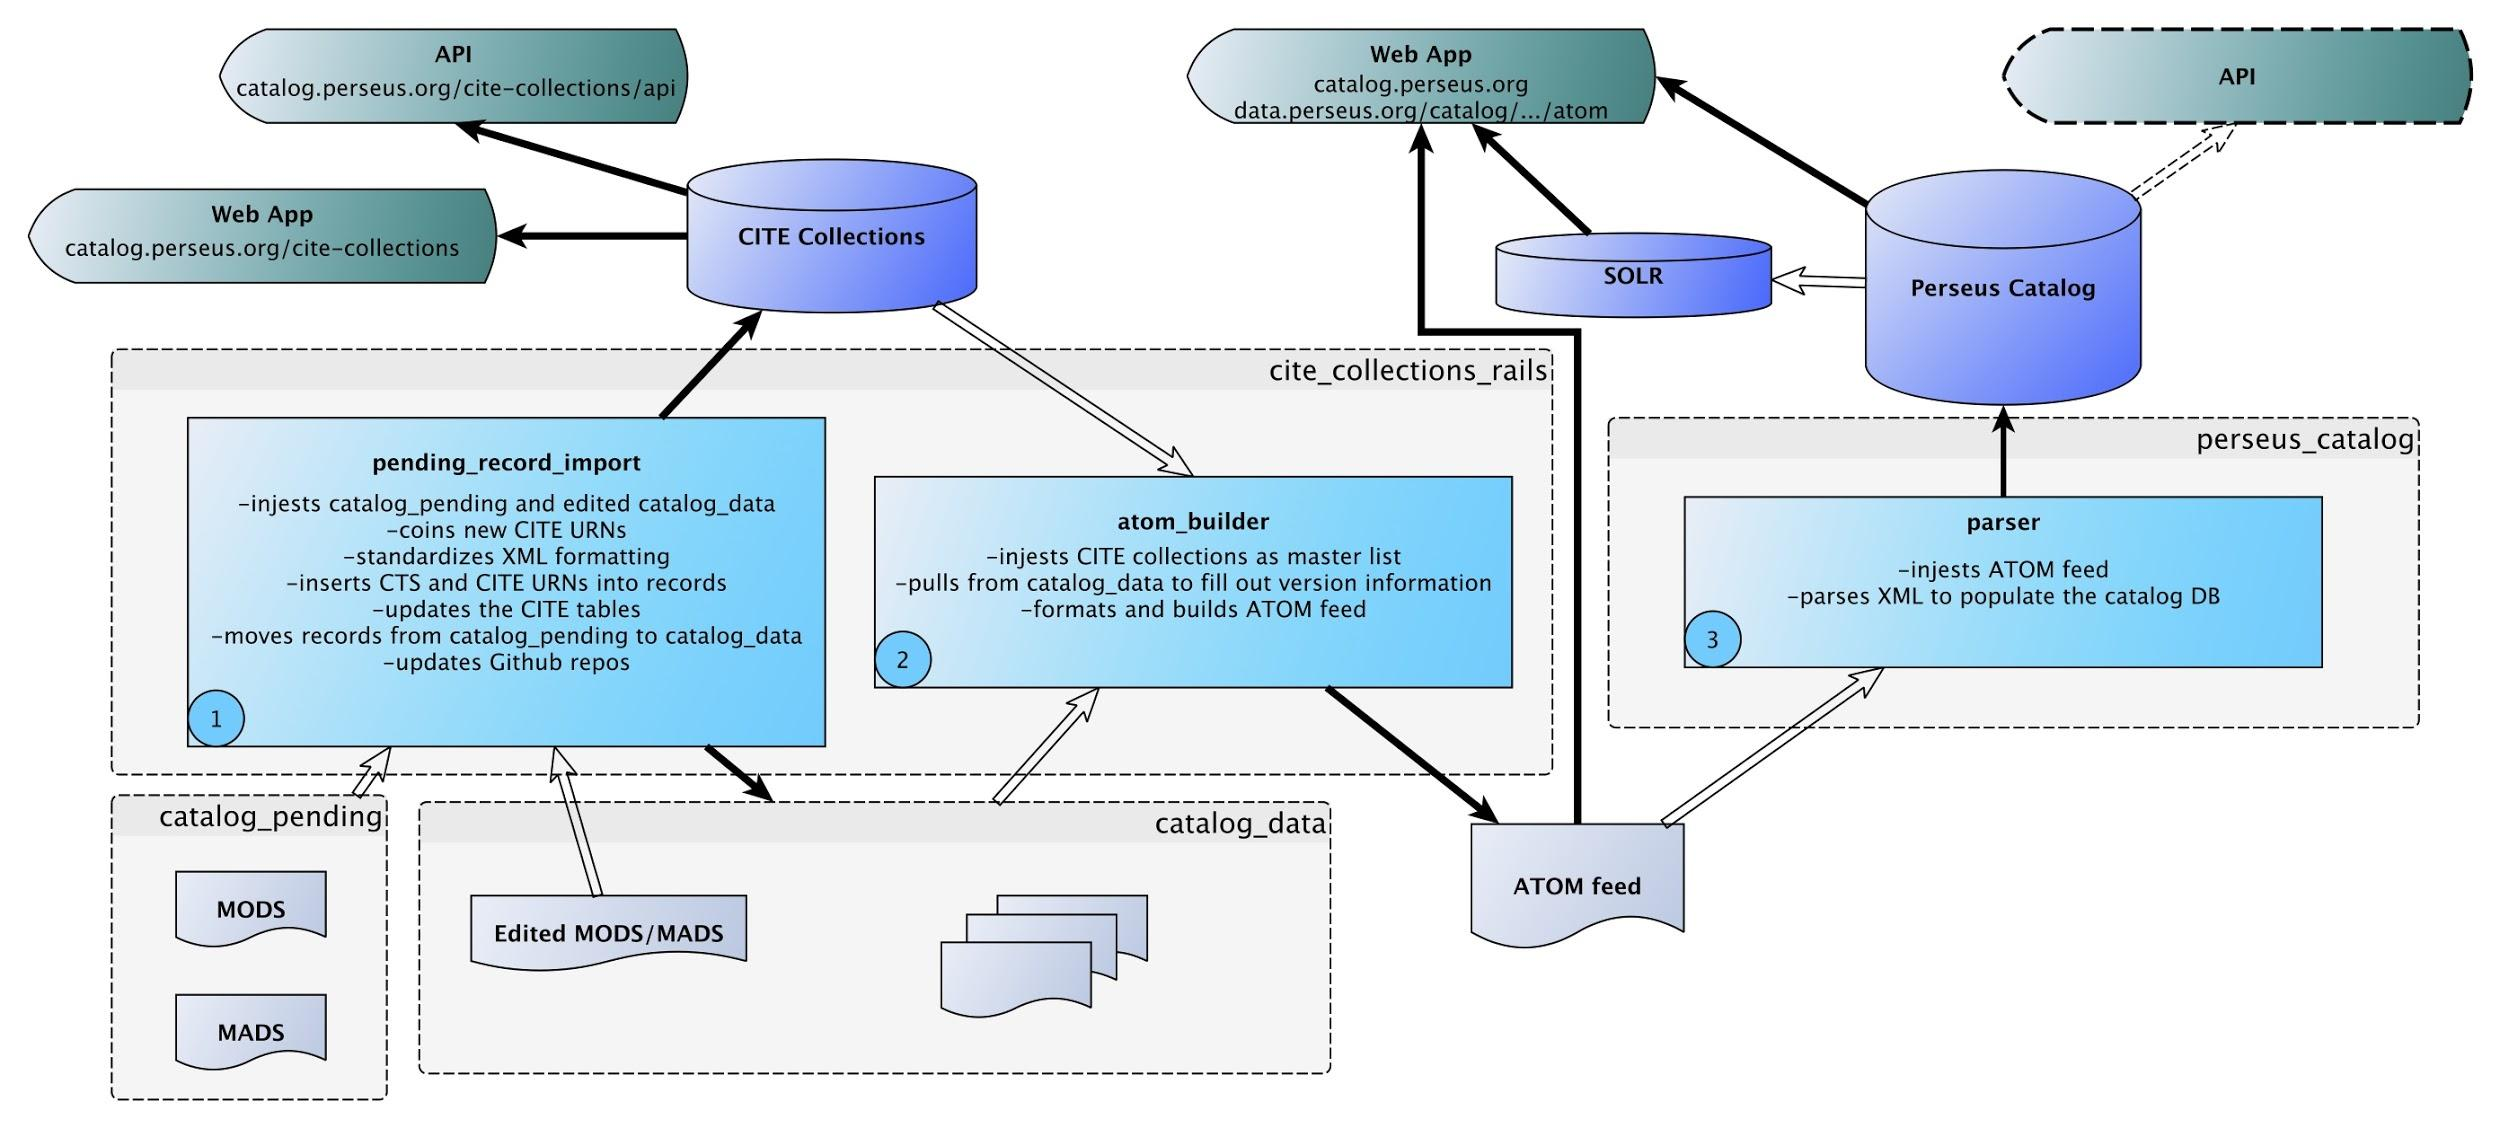 API
catalog.perseus.org/cite-collections/api
Web App
catalog.perseus.org
data.perseus.org/catalog/.../atom
API
Web App
catalog.perseus.org/cite-collections
CITE Collections
SOLR
Perseus Catalog
cite_collections_rails
pending_record_import
-injests catalog_pending and edited catalog_data
-coins new CITE URNs
-standardizes XML formatting
-inserts CTS and CITE URNs into records
-updates the CITE tables
-moves records from catalog_pending to catalog_data
-updates Github repos
1
atom_builder
-injests CITE collections as master list
-pulls from catalog_data to fill out version information
-formats and builds ATOM feed
2
perseus_catalog
parser
-injests ATOM feed
-parses XML to populate the catalog DB
3
catalog_pending
MODS
MADS
catalog_data
Edited MODS/MADS
ATOM feed